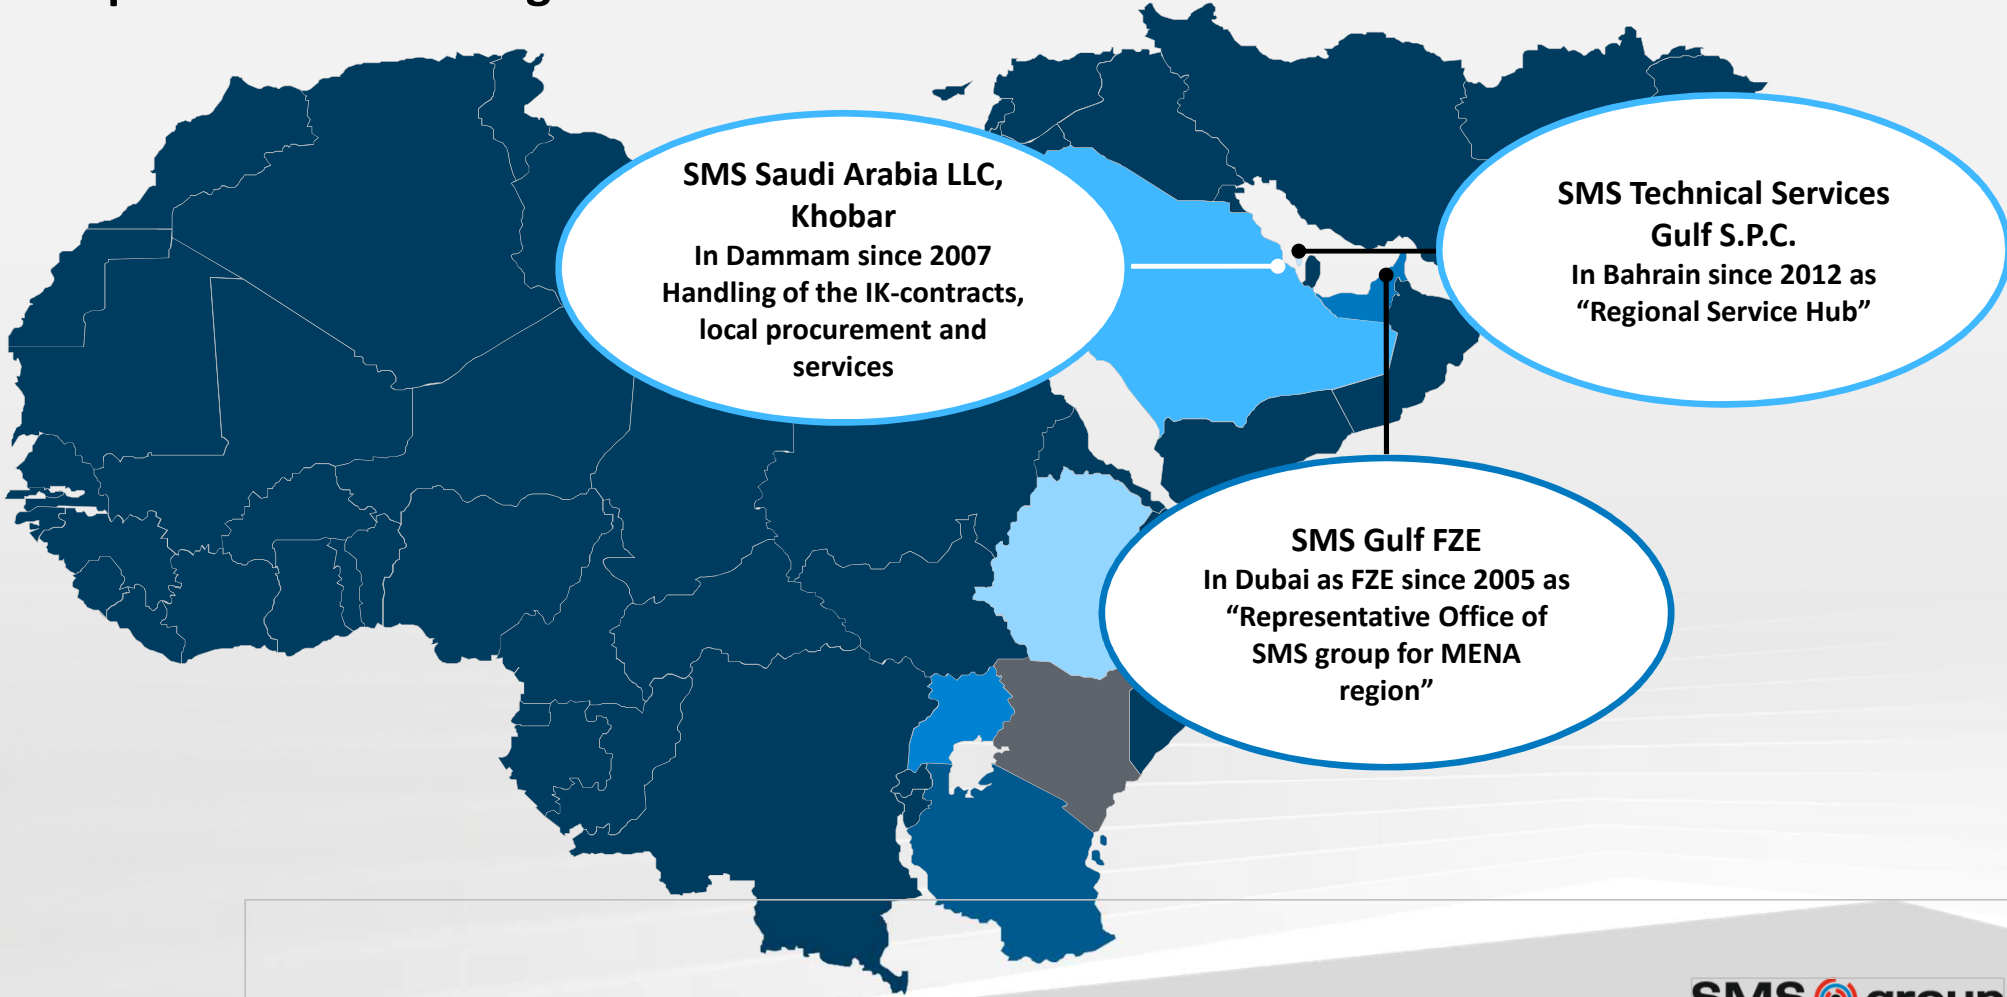 SMS Saudi Arabia LLC,
Khobar
In Dammam since 2007
Handling of the IK-contracts,
local procurement and
services
SMS Technical Services
Gulf S.P.C.
In Bahrain since 2012 as
“Regional Service Hub”
SMS Gulf FZE
In Dubai as FZE since 2005 as
“Representative Office of
SMS group for MENA
region”
SMS group